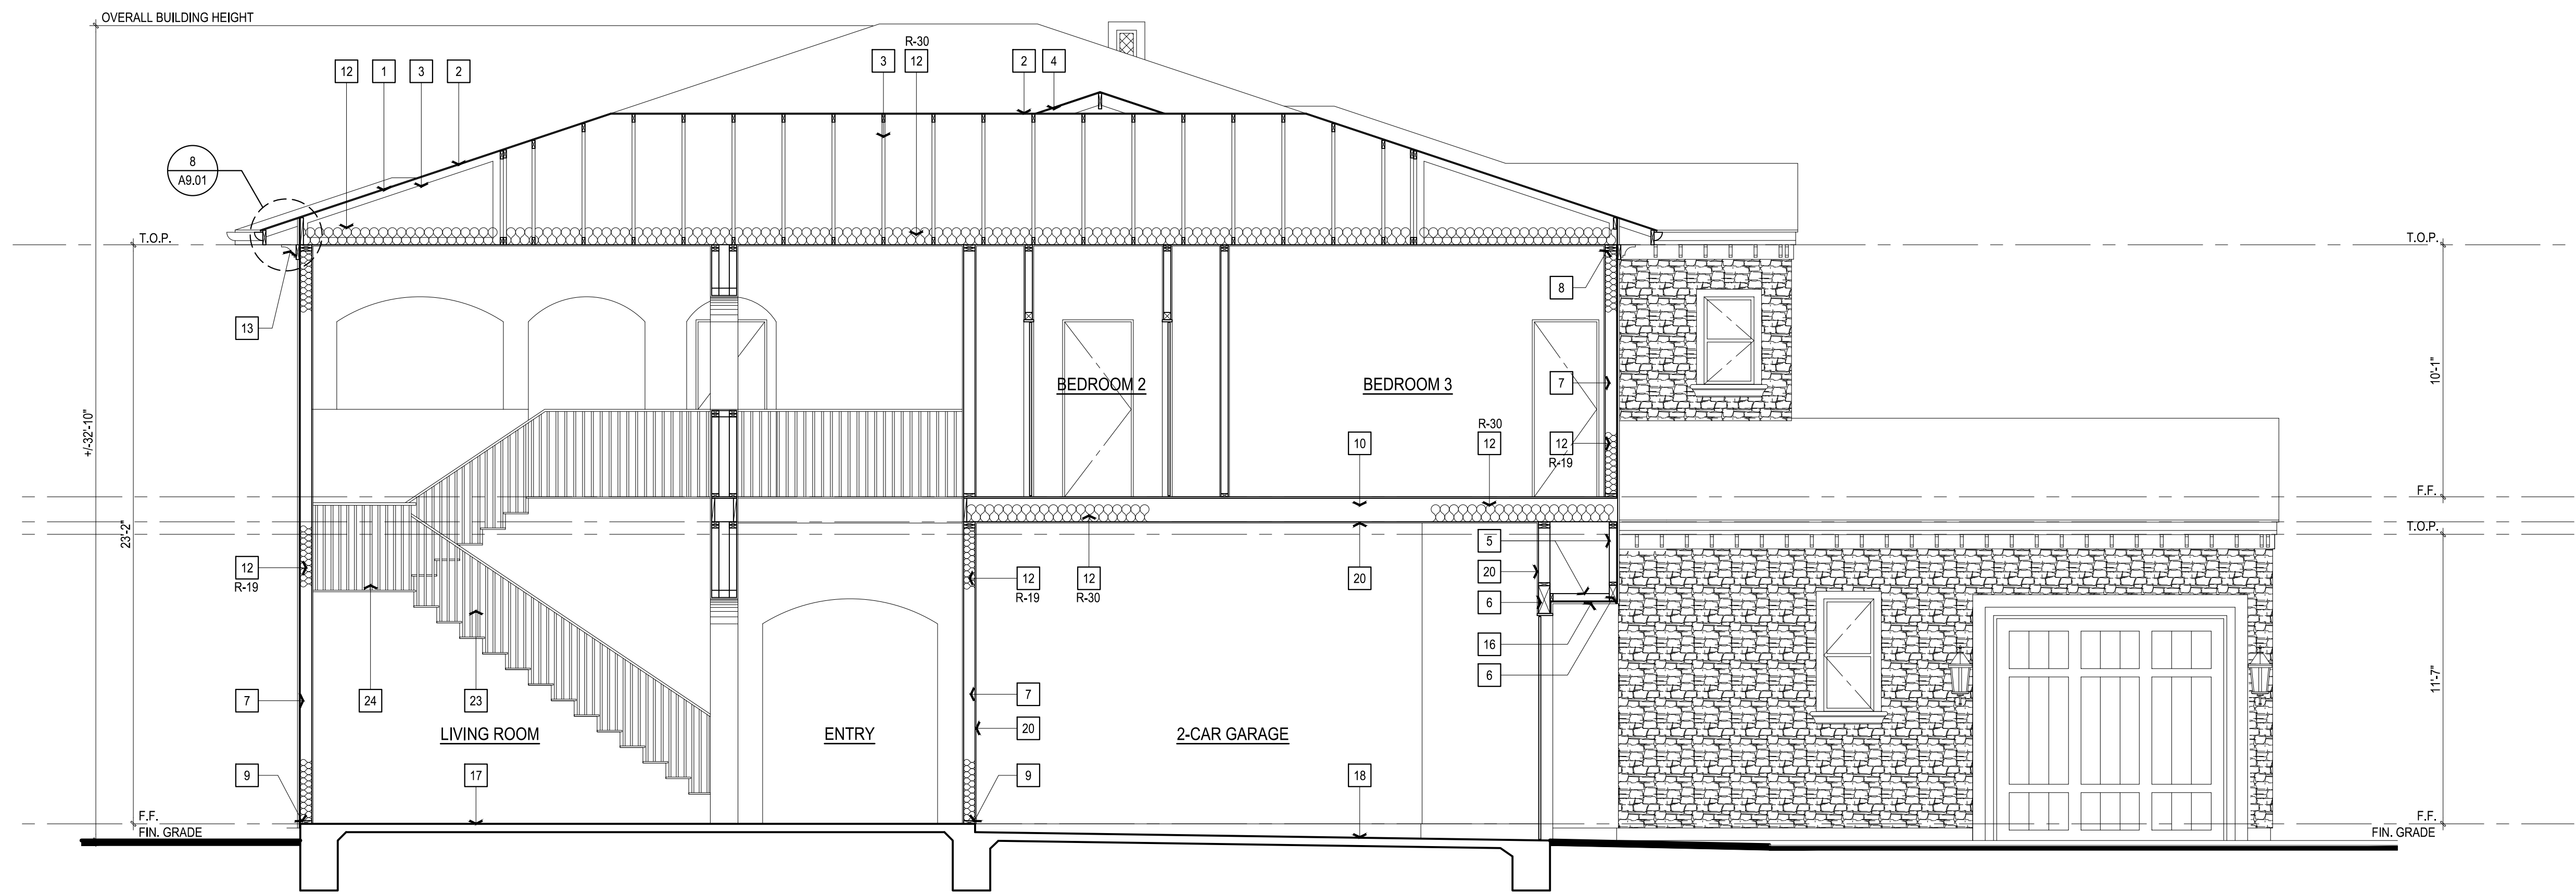 OVERALL BUILDING HEIGHT
R-30
12
1
3
2
3
12
2
4
8
A9.01
T.O.P.
T.O.P.
13
8
+/-32'-10"
23'-2"
10'-1"
BEDROOM 2
BEDROOM 3
7
R-30
10
12
12
R-19
F.F.
T.O.P.
5
12
R-19
12
R-19
12
R-30
20
20
6
16
6
11'-7"
7
24
23
7
20
LIVING ROOM
ENTRY
2-CAR GARAGE
9
17
9
18
F.F.
FIN. GRADE
F.F.
FIN. GRADE